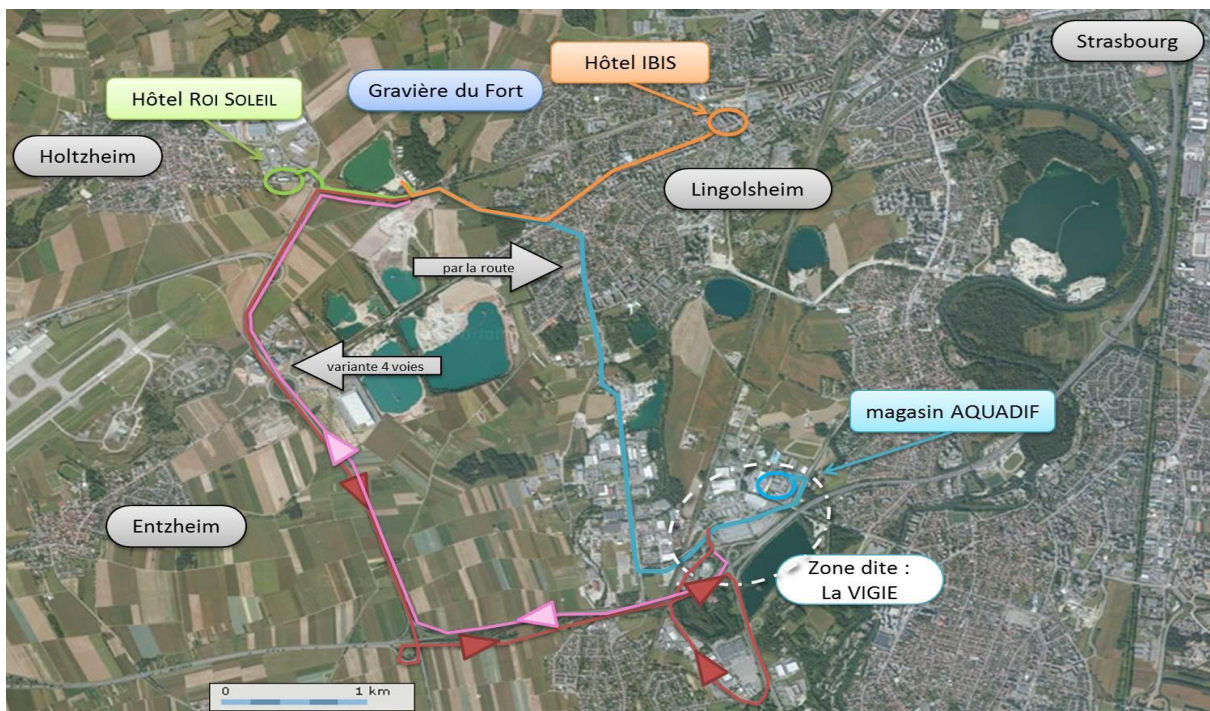 Strasbourg
Hôtel IBIS
Gravière du Fort
Hôtel ROI SOLEIL
Holtzheim
Lingolsheim
par la route
variante 4 voies
magasin AQUADIF
Entzheim
Zone dite :
La VIGIE
0 1 km